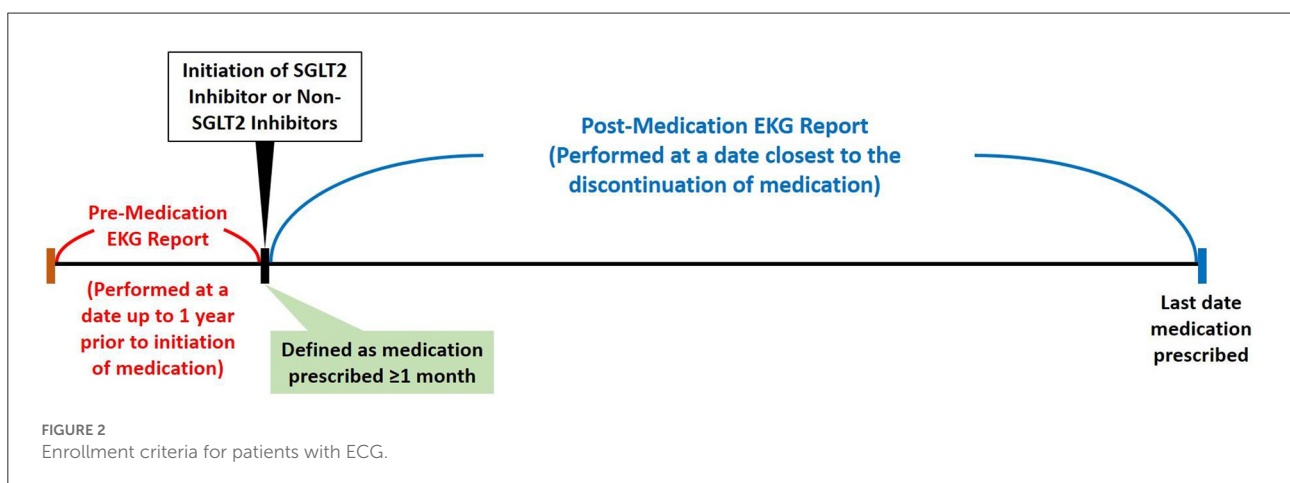 Initiation of SGLT2
Inhibitor or Non-
SGLT2 Inhibitors
Post-Medication EKG Report
(Performed at a date closest to the
discontinuation of medication)
Pre-Medication
EKG Report
(Performed at a
date up to 1 year
prior to initiation
of medication)
Defined as medication
prescribed ≥1 month
Last date
medication
prescribed
FIGURE 2
Enrollment criteria for patients with ECG.